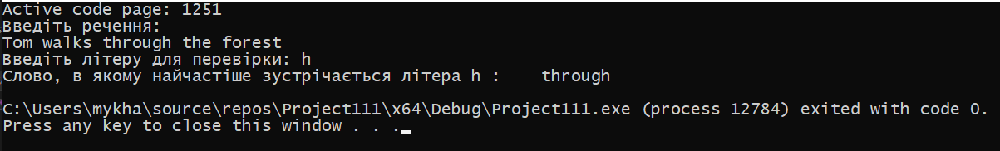 Active code page: 1251
Введіть речення:
Tom walks through the forest
Введіть літеру для перевірки: h
Слово, в якому найчастіше зустрічається літера h :    through
C:\Users\mykha\source\repos\Project111\x64\Debug\Project111.exe (process 12784) exited with code 0.
Press any key to close this window . . .